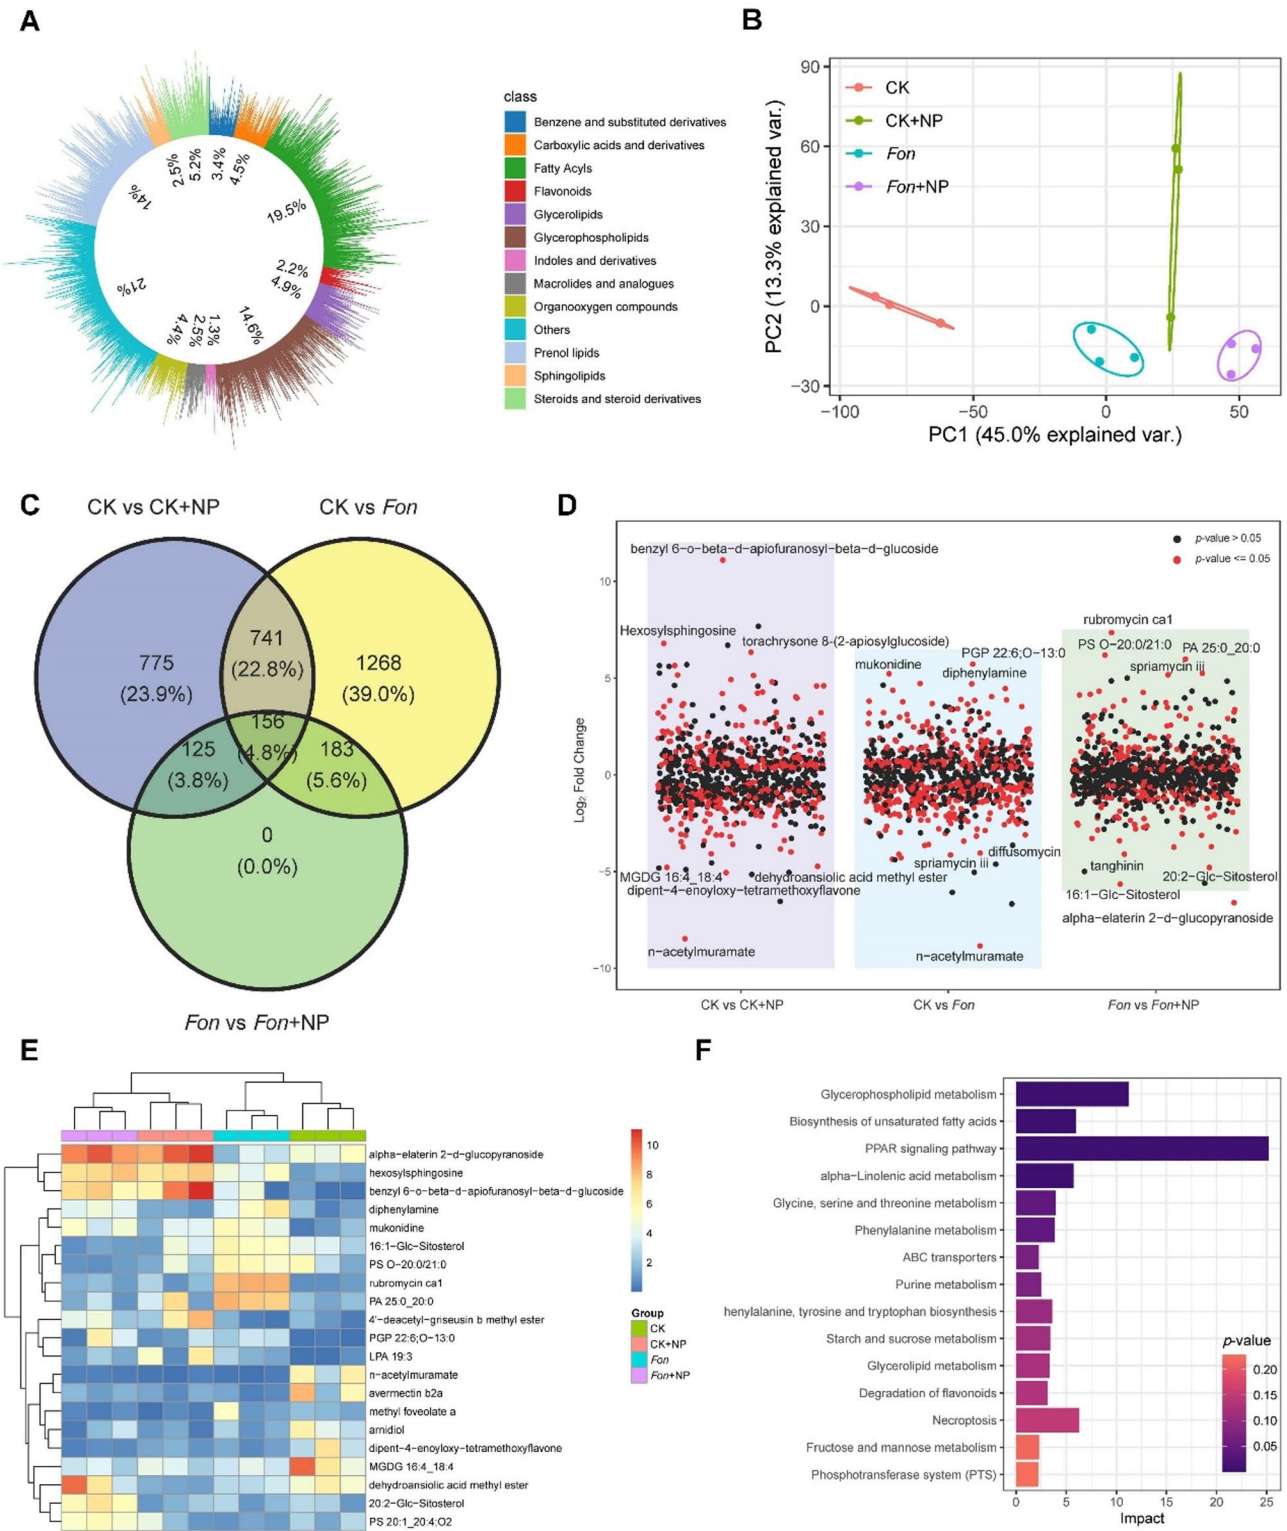 A
3.4%
4.5%
19.5%
2.2%
4.9%
14.6%
1.3%
2.5%
4.4%
21%
14%
2.5%
5.2%
class
Benzene and substituted derivatives
Carboxylic acids and derivatives
Fatty Acyls
Flavonoids
Glycerolipids
Glycerophospholipids
Indoles and derivatives
Macrolides and analogues
Organooxygen compounds
Others
Prenol lipids
Sphingolipids
Steroids and steroid derivatives
B
PC2 (13.3% explained var.)
90
60
30
0
−30
CK
CK+NP
Fon
Fon+NP
−100
−50
0
50
PC1 (45.0% explained var.)
C
CK vs CK+NP
CK vs Fon
741
(22.8%)
775
(23.9%)
1268
(39.0%)
156
(4.8%)
125
(3.8%)
183
(5.6%)
0
(0.0%)
Fon vs Fon+NP
D
Log2 Fold Change
10
5
0
−5
−10
p-value > 0.05
p-value <= 0.05
benzyl 6−o−beta−d−apiofuranosyl−beta−d−glucoside
Hexosylsphingosine
torachrysone 8-(2-apiosylglucoside)
MGDG 16:4_18:4
dehydroansiolic acid methyl ester
dipent−4−enoyloxy−tetramethoxyflavone
n−acetylmuramate
PGP 22:6;O−13:0
mukonidine
diphenylamine
diffusomycin
spriamycin iii
n−acetylmuramate
rubromycin ca1
PS O−20:0/21:0
PA 25:0_20:0
spriamycin iii
tanghinin
20:2−Glc−Sitosterol
16:1−Glc−Sitosterol
alpha−elaterin 2−d−glucopyranoside
CK vs CK+NP
CK vs Fon
Fon vs Fon+NP
E
alpha−elaterin 2−d−glucopyranoside
hexosylsphingosine
benzyl 6−o−beta−d−apiofuranosyl−beta−d−glucoside
diphenylamine
mukonidine
16:1−Glc−Sitosterol
PS O−20:0/21:0
rubromycin ca1
PA 25:0_20:0
4'−deacetyl−griseusin b methyl ester
PGP 22:6;O−13:0
LPA 19:3
n−acetylmuramate
avermectin b2a
methyl foveolate a
arnidiol
dipent−4−enoyloxy−tetramethoxyflavone
MGDG 16:4_18:4
dehydroansiolic acid methyl ester
20:2−Glc−Sitosterol
PS 20:1_20:4;O2
10
8
6
4
2
Group
CK
CK+NP
Fon
Fon+NP
F
Glycerophospholipid metabolism
Biosynthesis of unsaturated fatty acids
PPAR signaling pathway
alpha−Linolenic acid metabolism
Glycine, serine and threonine metabolism
Phenylalanine metabolism
ABC transporters
Purine metabolism
henylalanine, tyrosine and tryptophan biosynthesis
Starch and sucrose metabolism
Glycerolipid metabolism
Degradation of flavonoids
Necroptosis
Fructose and mannose metabolism
Phosphotransferase system (PTS)
p-value
0.20
0.15
0.10
0.05
0
5
10
15
20
25
Impact